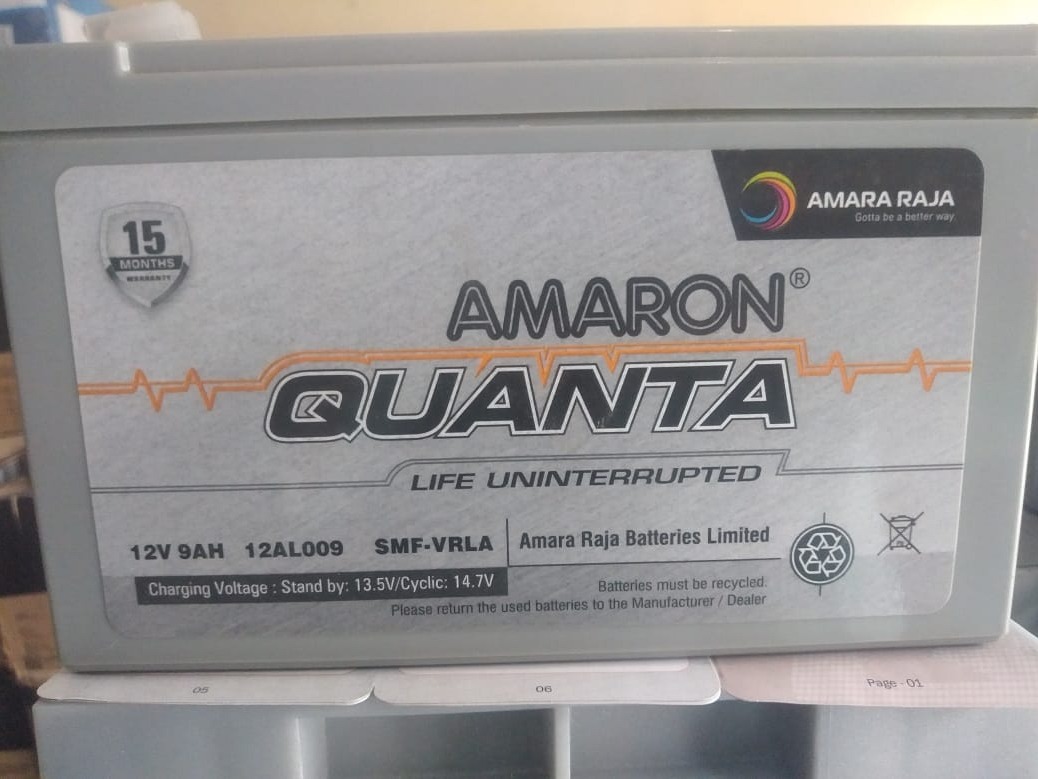 15
MONTHS
WARRANTY
AMARA RAJA
Gotta be a better way
AMARON®
QUANTA
LIFE UNINTERRUPTED
12V 9AH 12AL009 SMF-VRLA
Amara Raja Batteries Limited
Charging Voltage : Stand by: 13.5V/Cyclic: 14.7V
Batteries must be recycled.
Please return the used batteries to the Manufacturer / Dealer
05
06
Page - 01